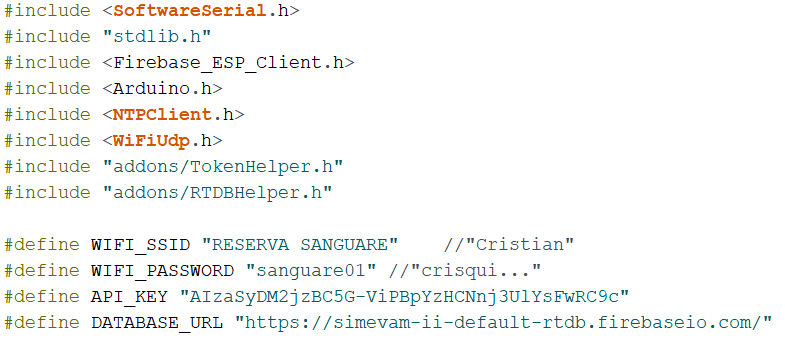 #include <SoftwareSerial.h>
#include "stdlib.h"
#include <Firebase_ESP_Client.h>
#include <Arduino.h>
#include <NTPClient.h>
#include <WiFiUdp.h>
#include "addons/TokenHelper.h"
#include "addons/RTDBHelper.h"
#define WIFI_SSID "RESERVA SANGUARE"    //"Cristian"
#define WIFI_PASSWORD "sanguare01" //"crisqui..."
#define API_KEY "AIzaSyDM2jzBC5G-ViPBpYzHCNnj3UlYsFwRC9c"
#define DATABASE_URL "https://simevam-ii-default-rtdb.firebaseio.com/"